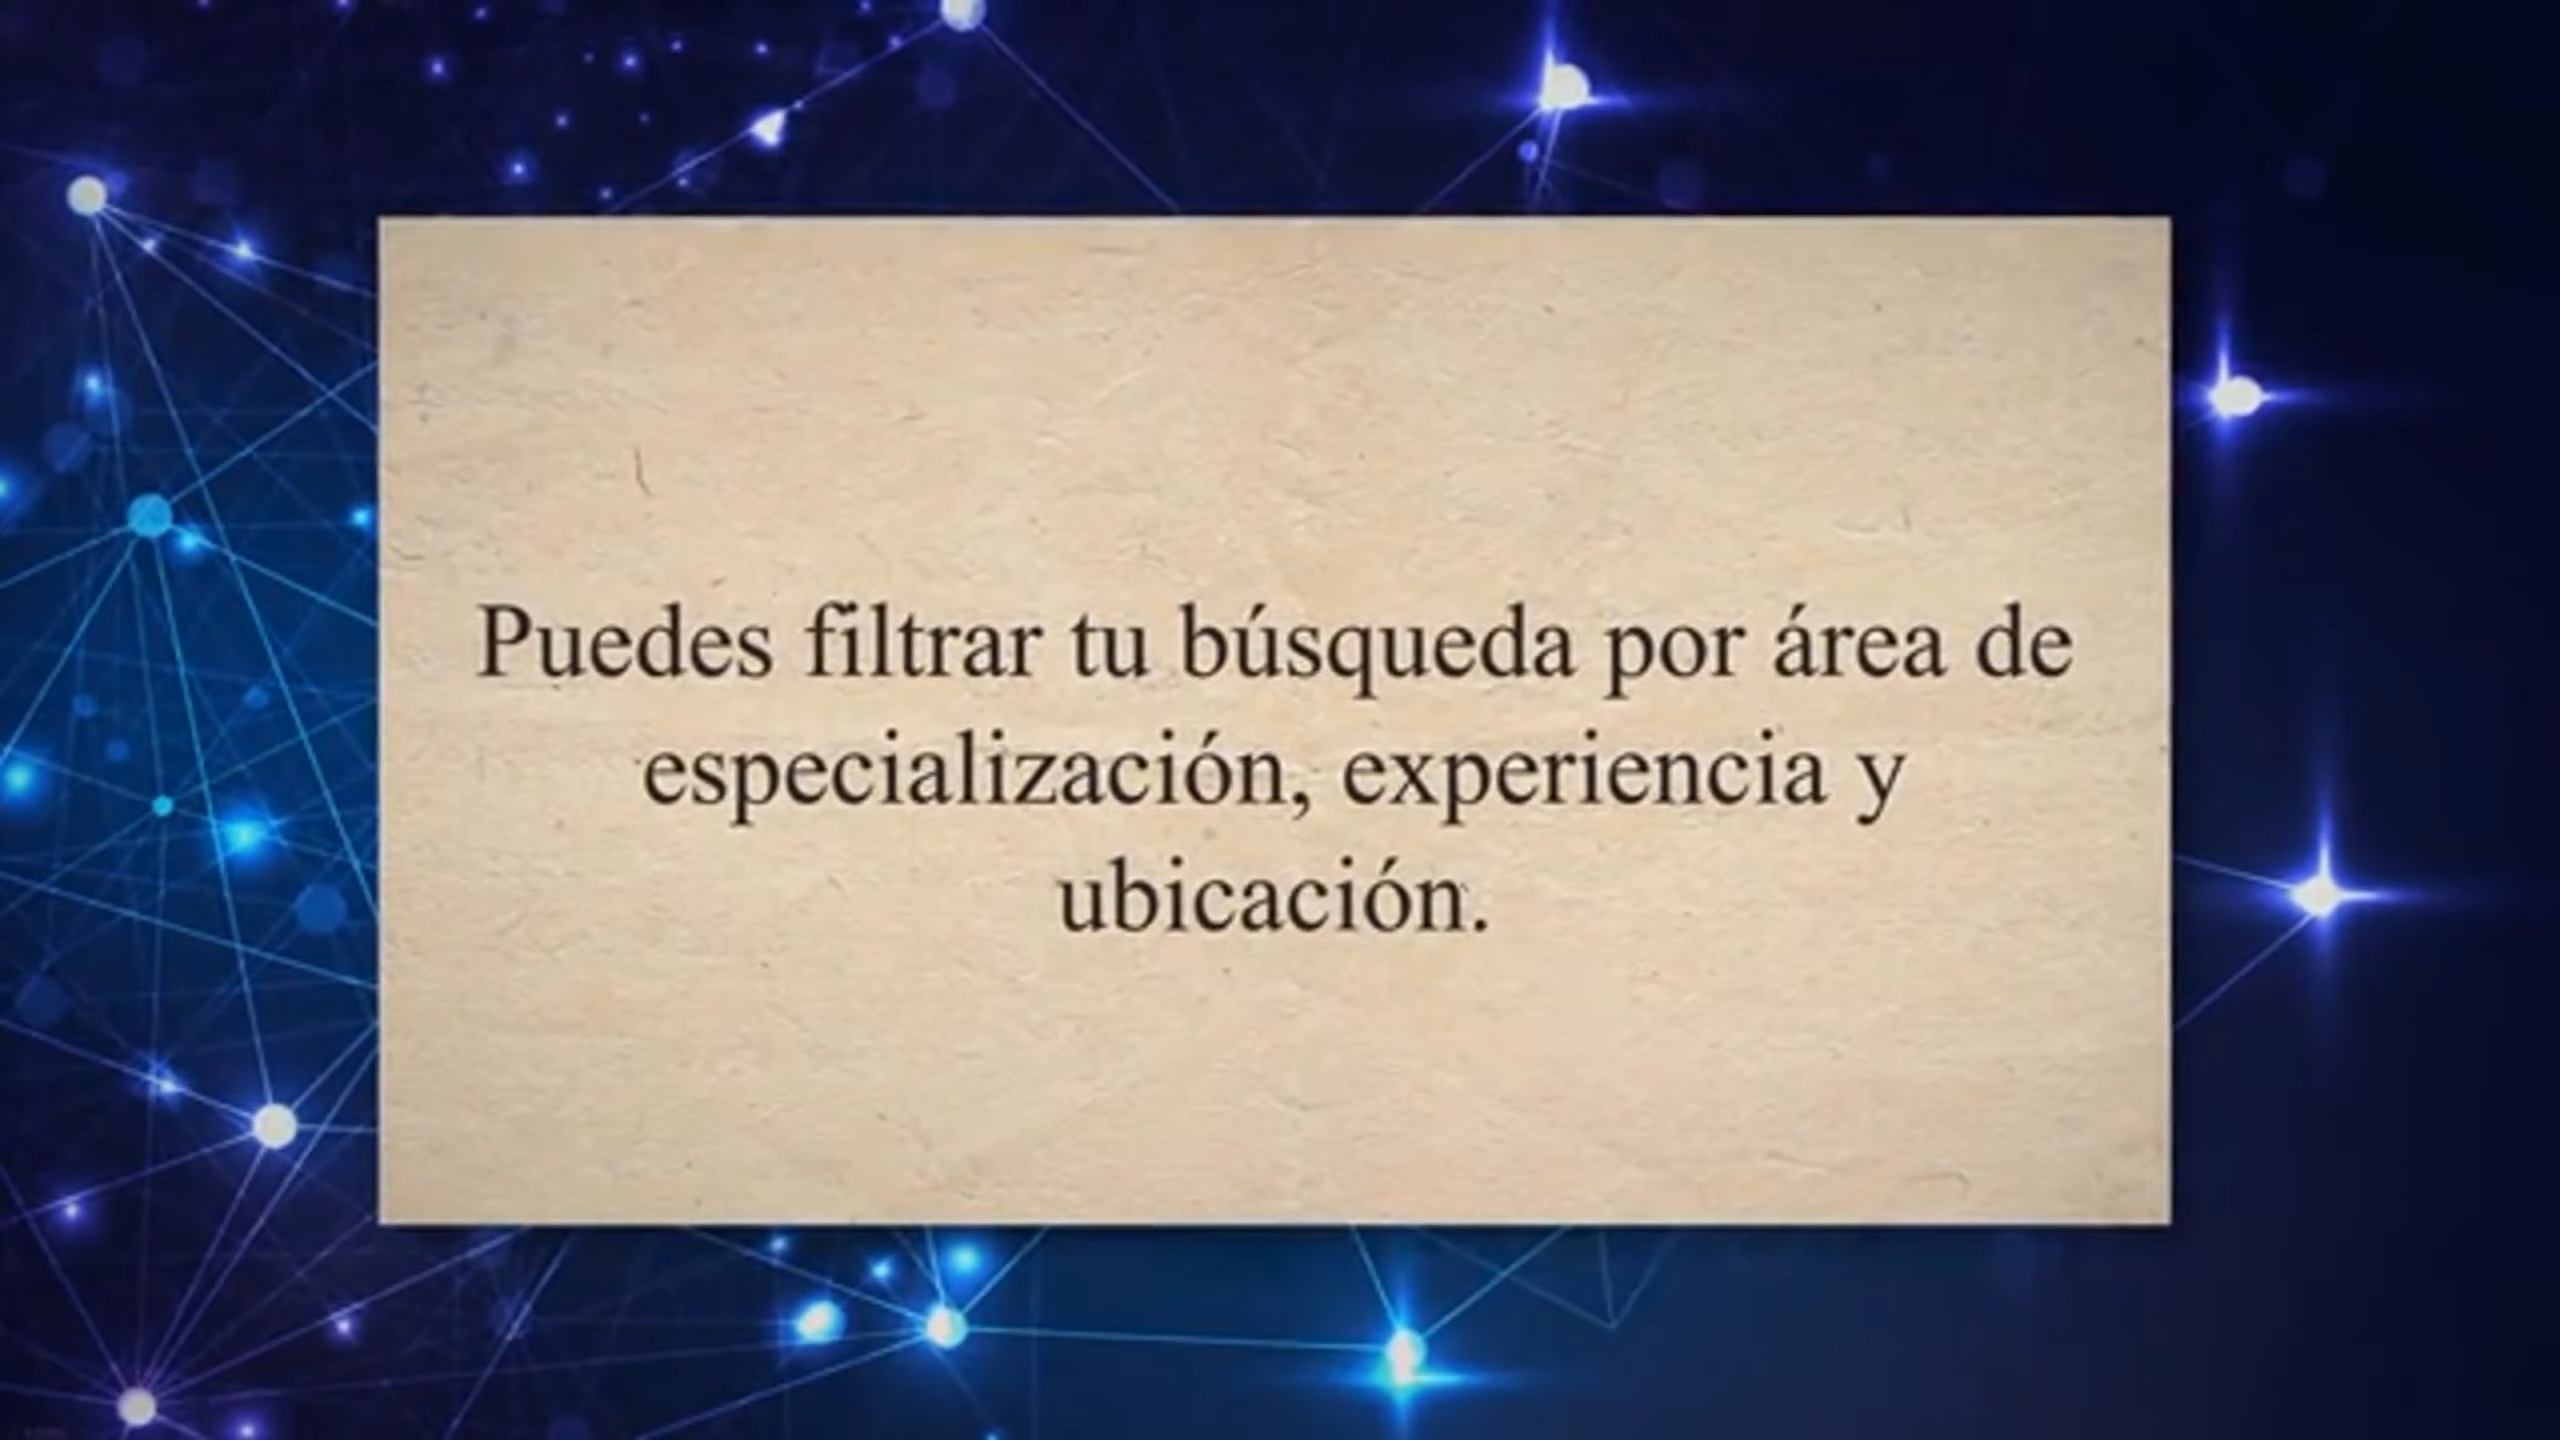 Puedes filtrar tu búsqueda por área de
especialización, experiencia y
ubicación.